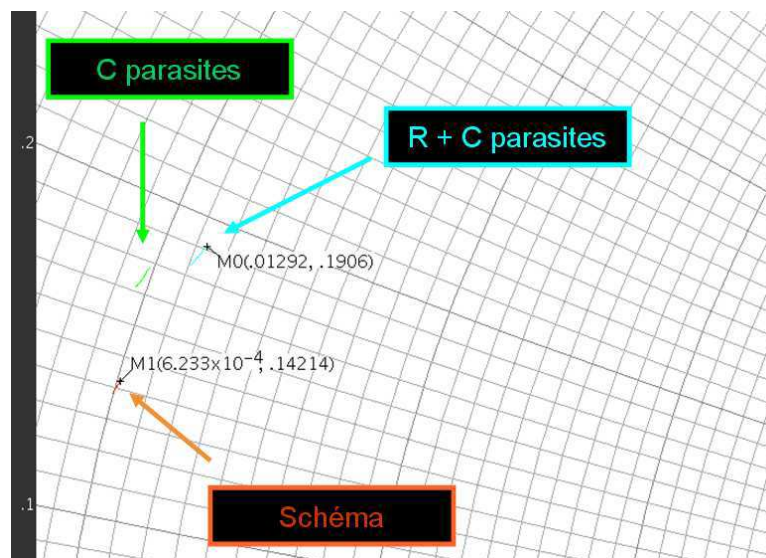 C parasites
R + C parasites
.2
M0(.01292, .1906)
M1(6.233x10⁻⁴, .14214)
.1
Schéma